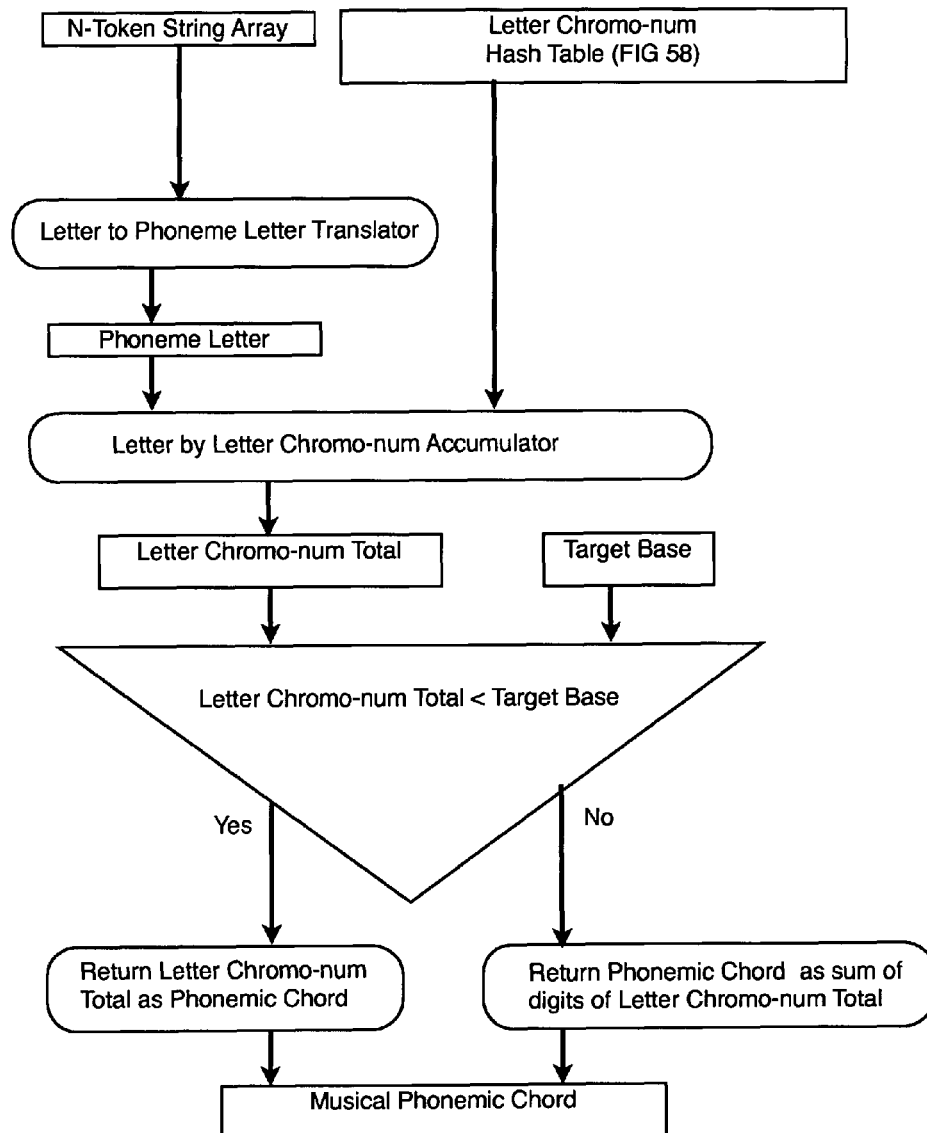 N-Token String Array
Letter Chromo-num
Hash Table (FIG 58)
Letter to Phoneme Letter Translator
Phoneme Letter
Letter by Letter Chromo-num Accumulator
Letter Chromo-num Total
Target Base
Letter Chromo-num Total < Target Base
Yes
No
Return Letter Chromo-num
Total as Phonemic Chord
Return Phonemic Chord as sum of
digits of Letter Chromo-num Total
Musical Phonemic Chord